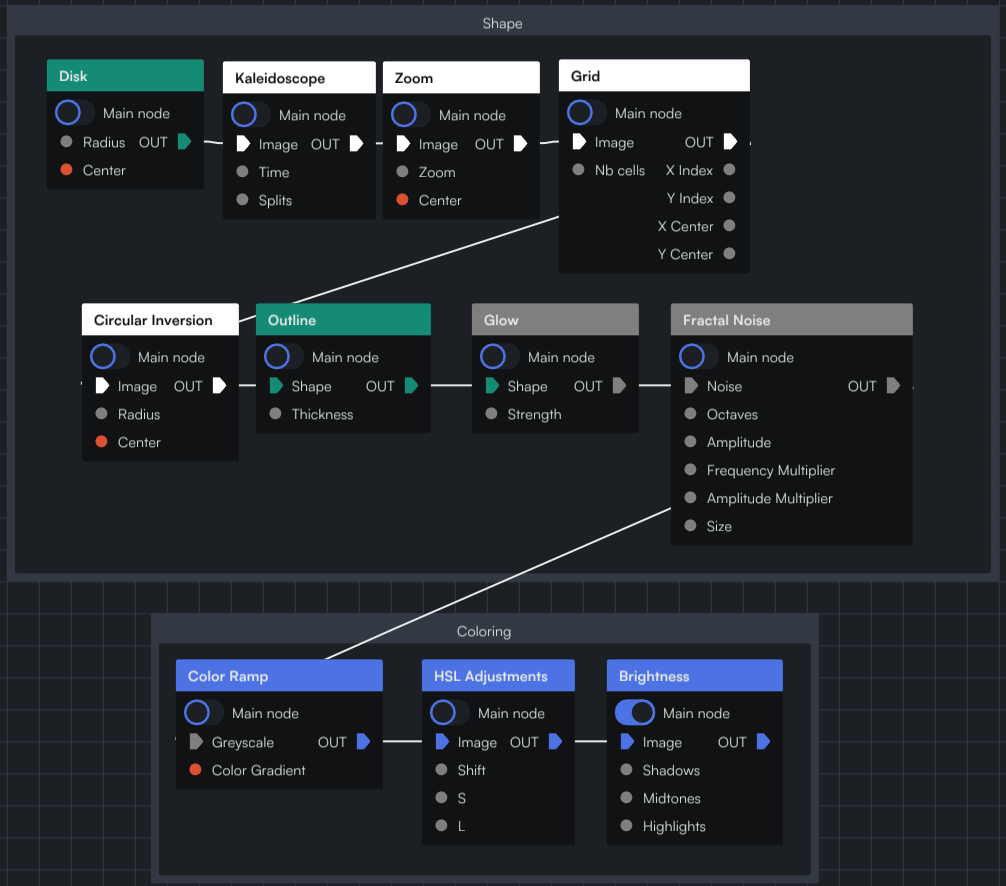 Shape
Disk
Main node
Radius OUT
Center
Kaleidoscope
Main node
Image OUT
Time
Splits
Zoom
Main node
Image OUT
Zoom
Center
Grid
Main node
Image OUT
Nb cells X Index
Y Index
X Center
Y Center
Circular Inversion
Main node
Image OUT
Radius
Center
Outline
Main node
Shape OUT
Thickness
Glow
Main node
Shape OUT
Strength
Fractal Noise
Main node
Noise OUT
Octaves
Amplitude
Frequency Multiplier
Amplitude Multiplier
Size
Coloring
Color Ramp
Main node
Greyscale OUT
Color Gradient
HSL Adjustments
Main node
Image OUT
Shift
S
L
Brightness
Main node
Image OUT
Shadows
Midtones
Highlights